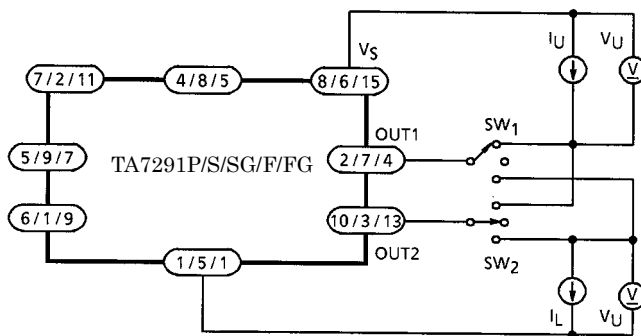 VS
IU
VU
7/2/11
4/8/5
8/6/15
V
OUT1
SW1
5/9/7
TA7291P/S/SG/F/FG
2/7/4
6/1/9
10/3/13
OUT2
1/5/1
SW2
V
IL
VU